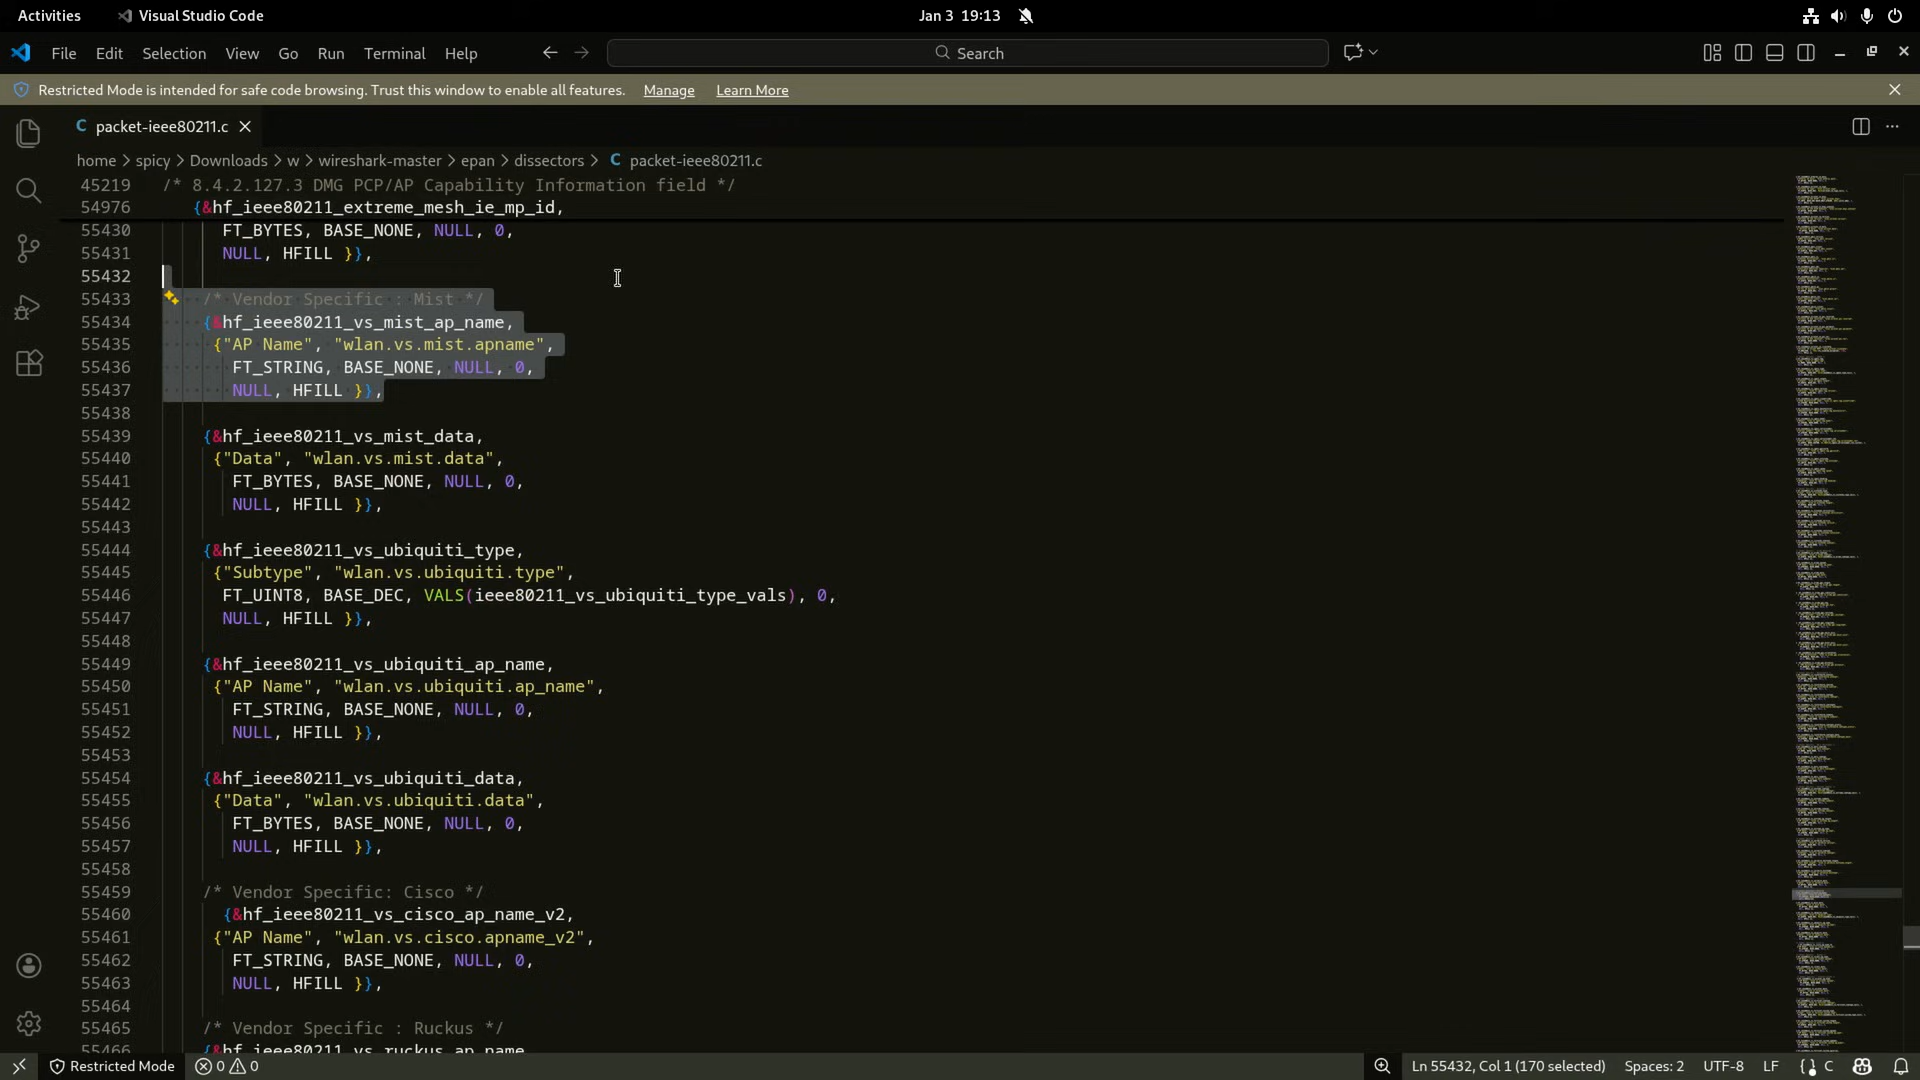 Activities
Visual Studio Code
Jan 3 19:13
File Edit Selection View Go Run Terminal Help
Search
Restricted Mode is intended for safe code browsing. Trust this window to enable all features. Manage Learn More
packet-ieee80211.c
home > spicy > Downloads > w > wireshark-master > epan > dissectors > C packet-ieee80211.c
45219 /* 8.4.2.127.3 DMG PCP/AP Capability Information field */
54976 {&hf_ieee80211_extreme_mesh_ie_mp_id,
55430 FT_BYTES, BASE_NONE, NULL, 0,
55431 NULL, HFILL }},
55432
55433 /* Vendor Specific : Mist */
55434 {&hf_ieee80211_vs_mist_ap_name,
55435 {"AP Name", "wlan.vs.mist.apname",
55436 FT_STRING, BASE_NONE, NULL, 0,
55437 NULL, HFILL }},
55438
55439 {&hf_ieee80211_vs_mist_data,
55440 {"Data", "wlan.vs.mist.data",
55441 FT_BYTES, BASE_NONE, NULL, 0,
55442 NULL, HFILL }},
55443
55444 {&hf_ieee80211_vs_ubiquiti_type,
55445 {"Subtype", "wlan.vs.ubiquiti.type",
55446 FT_UINT8, BASE_DEC, VALS(ieee80211_vs_ubiquiti_type_vals), 0,
55447 NULL, HFILL }},
55448
55449 {&hf_ieee80211_vs_ubiquiti_ap_name,
55450 {"AP Name", "wlan.vs.ubiquiti.ap_name",
55451 FT_STRING, BASE_NONE, NULL, 0,
55452 NULL, HFILL }},
55453
55454 {&hf_ieee80211_vs_ubiquiti_data,
55455 {"Data", "wlan.vs.ubiquiti.data",
55456 FT_BYTES, BASE_NONE, NULL, 0,
55457 NULL, HFILL }},
55458
55459 /* Vendor Specific: Cisco */
55460 {&hf_ieee80211_vs_cisco_ap_name_v2,
55461 {"AP Name", "wlan.vs.cisco.apname_v2",
55462 FT_STRING, BASE_NONE, NULL, 0,
55463 NULL, HFILL }},
55464
55465 /* Vendor Specific : Ruckus */
55466 {&hf_ieee80211_vs_ruckus_ap_name,
Restricted Mode 0 0 Ln 55432, Col 1 (170 selected) Spaces: 2 UTF-8 LF {} C